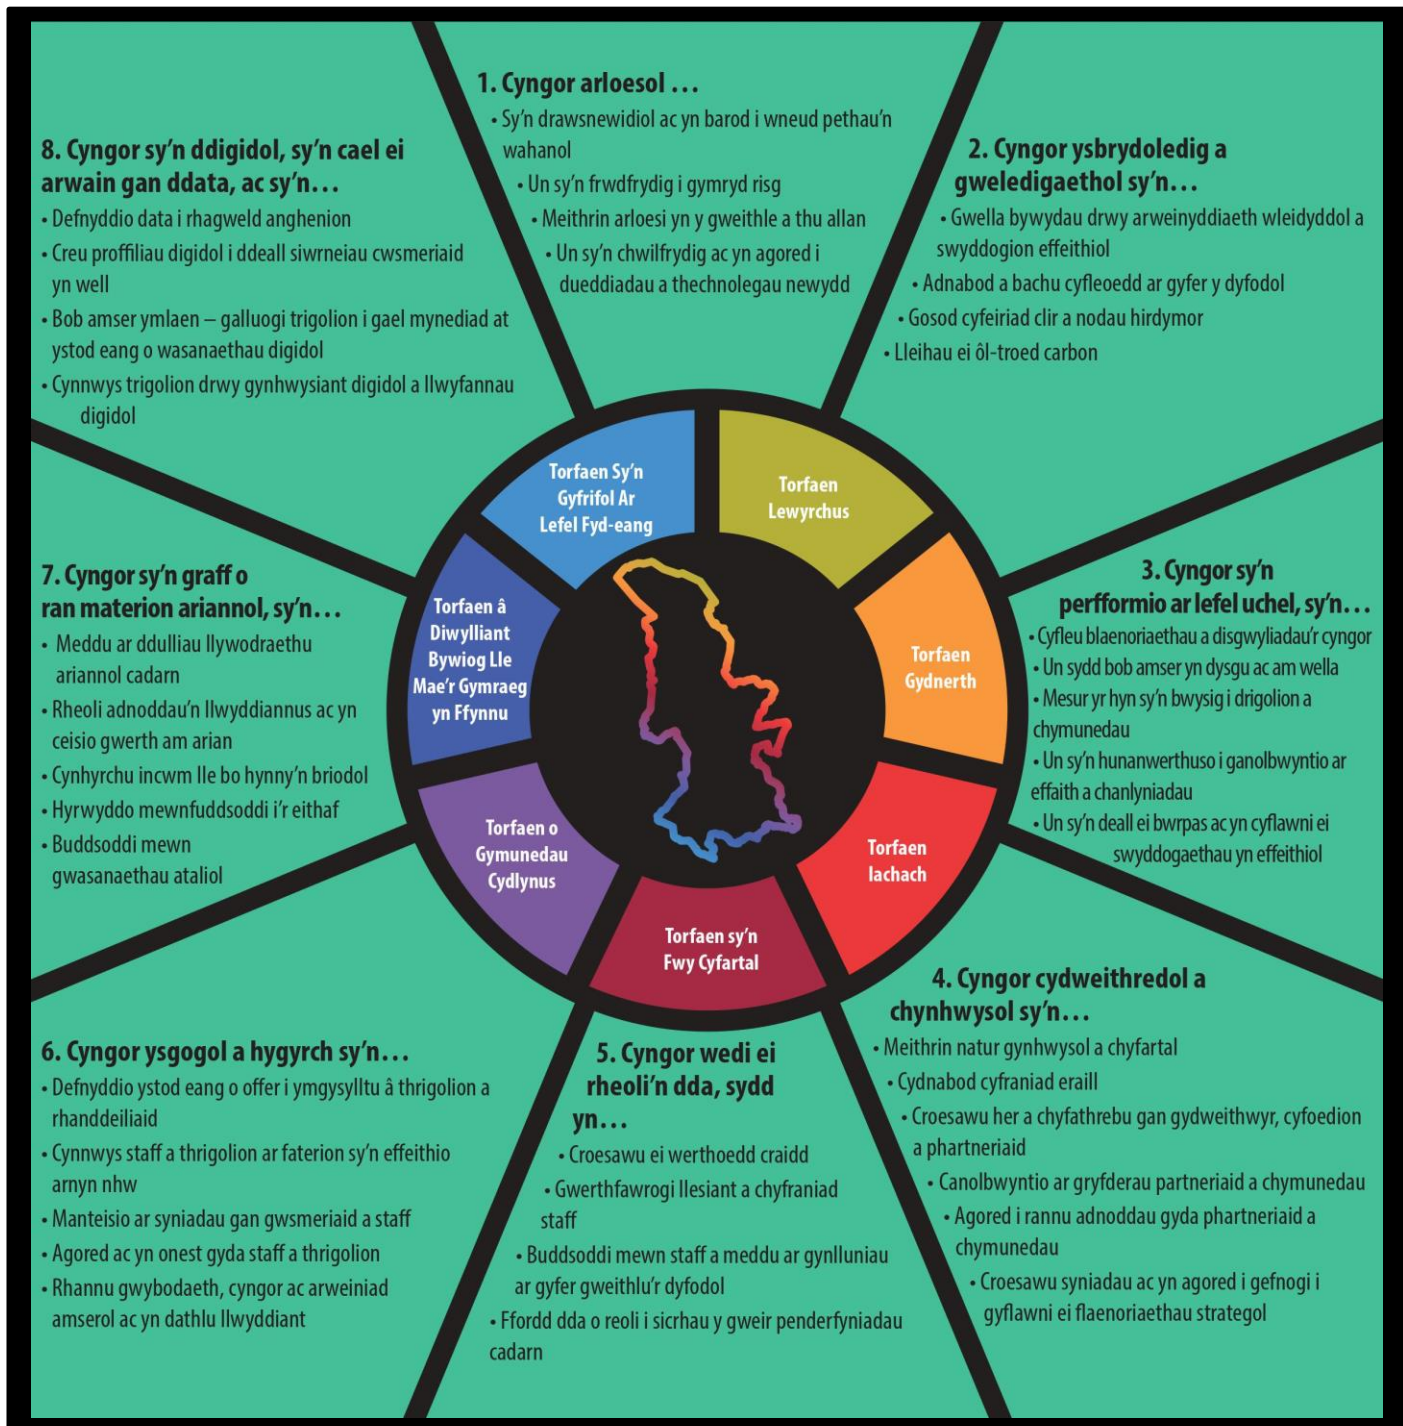 1. Cyngor arloesol …
• Sy'n drawsnewidiol ac yn barod i wneud pethau'n
wahanol
• Un sy'n frwdfrydig i gymryd risg
• Meithrin arloesi yn y gweithle a thu allan
• Un sy'n chwilfrydig ac yn agored i
dueddiadau a thechnolegau newydd
2. Cyngor ysbrydoledig a
gweledigaethol sy'n…
• Gwella bywydau drwy arweinyddiaeth wleidyddol a
swyddogion effeithiol
• Adnabod a bachu cyfleoedd ar gyfer y dyfodol
• Gosod cyfeiriad clir a nodau hirdymor
• Lleihau ei ôl-troed carbon
3. Cyngor sy'n
perfformio ar lefel uchel, sy'n…
• Cyfleu blaenoriaethau a disgwyliadau'r cyngor
• Un sydd bob amser yn dysgu ac am wella
• Mesur yr hyn sy'n bwysig i drigolion a
chymunedau
• Un sy'n hunanwerthuso i ganolbwyntio ar
effaith a chanlyniadau
• Un sy'n deall ei bwrpas ac yn cyflawni ei
swyddogaethau yn effeithiol
4. Cyngor cydweithredol a
chynhwysol sy'n…
• Meithrin natur gynhwysol a chyfartal
• Cydnabod cyfraniad eraill
• Croesawu her a chyfathrebu gan gydweithwyr, cyfoedion
a phartneriaid
• Canolbwyntio ar gryfderau partneriaid a chymunedau
• Agored i rannu adnoddau gyda phartneriaid a
chymunedau
• Croesawu syniadau ac yn agored i gefnogi i
gyflawni ei flaenoriaethau strategol
5. Cyngor wedi ei
rheoli'n dda, sydd
yn…
• Croesawu ei werthoedd craidd
• Gwerthfawrogi llesiant a chyfraniad
staff
• Buddsoddi mewn staff a meddu ar gynlluniau
ar gyfer gweithlu'r dyfodol
• Ffordd dda o reoli i sicrhau y gweir penderfyniadau
cadarn
6. Cyngor ysgogol a hygyrch sy'n…
• Defnyddio ystod eang o offer i ymgysylltu â thrigolion a
rhanddeiliaid
• Cynnwys staff a thrigolion ar faterion sy'n effeithio
arnyn nhw
• Manteisio ar syniadau gan gwsmeriaid a staff
• Agored ac yn onest gyda staff a thrigolion
• Rhannu gwybodaeth, cyngor ac arweiniad
amserol ac yn dathlu llwyddiant
7. Cyngor sy'n graff o
ran materion ariannol, sy'n…
• Meddu ar ddulliau llywodraethu
ariannol cadarn
• Rheoli adnoddau'n llwyddiannus ac yn
ceisio gwerth am arian
• Cynhyrchu incwm lle bo hynny'n briodol
• Hyrwyddo mewnfuddsoddi i'r eithaf
• Buddsoddi mewn
gwasanaethau ataliol
8. Cyngor sy'n ddigidol, sy'n cael ei
arwain gan ddata, ac sy'n…
• Defnyddio data i rhagweld anghenion
• Creu proffiliau digidol i ddeall siwrneiau cwsmeriaid
yn well
• Bob amser ymlaen – galluogi trigolion i gael mynediad at
ystod eang o wasanaethau digidol
• Cynnwys trigolion drwy gynhwysiant digidol a llwyfannau
digidol
Torfaen
Lewyrchus
Torfaen
Gydnerth
Torfaen
Iachach
Torfaen sy'n
Fwy Cyfartal
Torfaen o
Gymunedau
Cydlynus
Torfaen â
Diwylliant
Bywiog Lle
Mae'r Gymraeg
yn Ffynnu
Torfaen Sy'n
Gyfrifol Ar
Lefel Fyd-eang